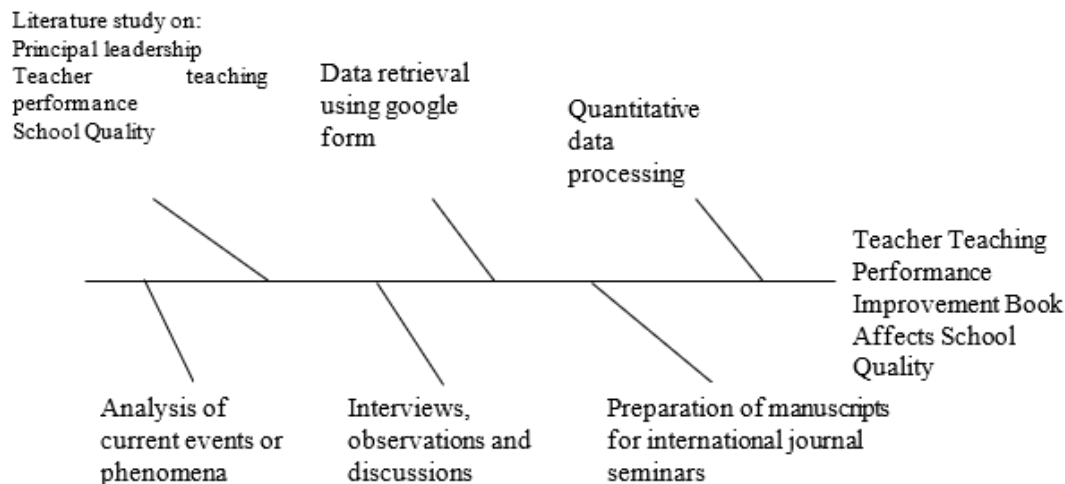 Literature study on:
Principal leadership
Teacher teaching
performance
School Quality
Data retrieval
using google
form
Quantitative
data
processing
Teacher Teaching
Performance
Improvement Book
Affects School
Quality
Analysis of
current events or
phenomena
Interviews,
observations and
discussions
Preparation of manuscripts
for international journal
seminars